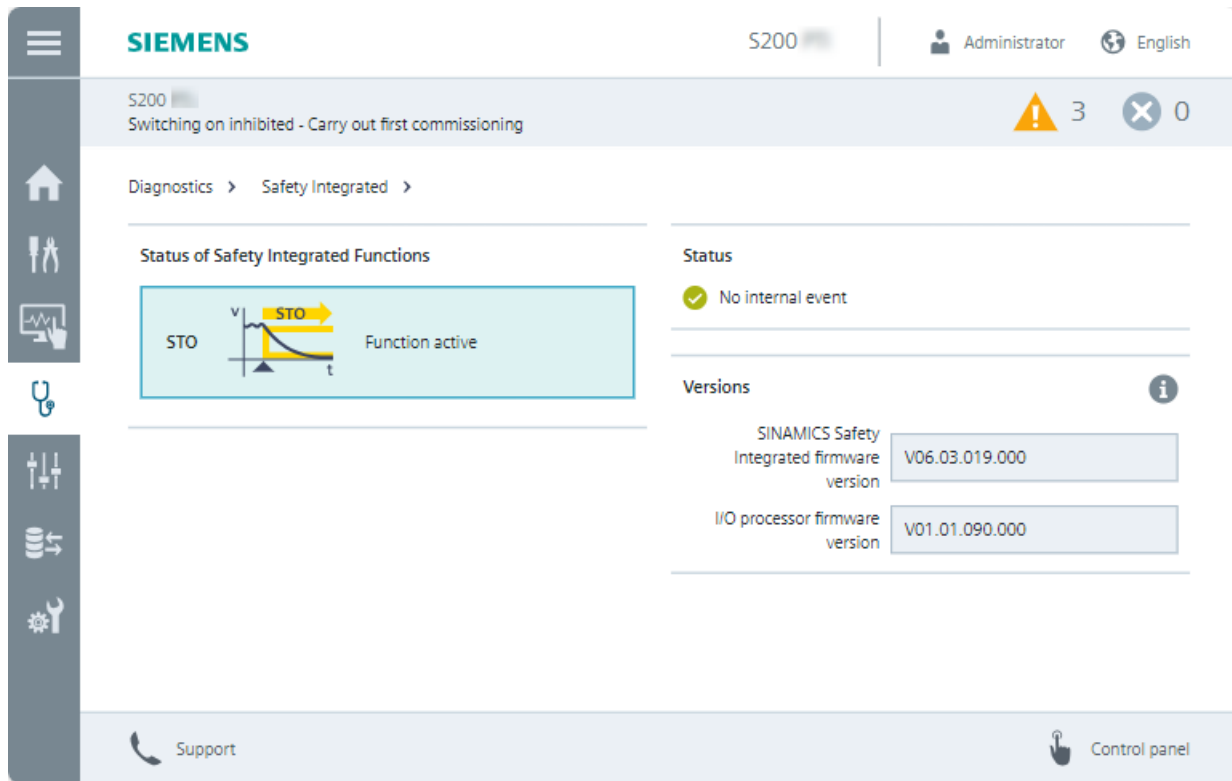 SIEMENS
S200
Administrator
English
S200
Switching on inhibited - Carry out first commissioning
3
0
Diagnostics > Safety Integrated >
Status of Safety Integrated Functions
STO
v
STO
t
Function active
Status
No internal event
Versions
SINAMICS Safety
Integrated firmware
version
V06.03.019.000
I/O processor firmware
version
V01.01.090.000
Support
Control panel